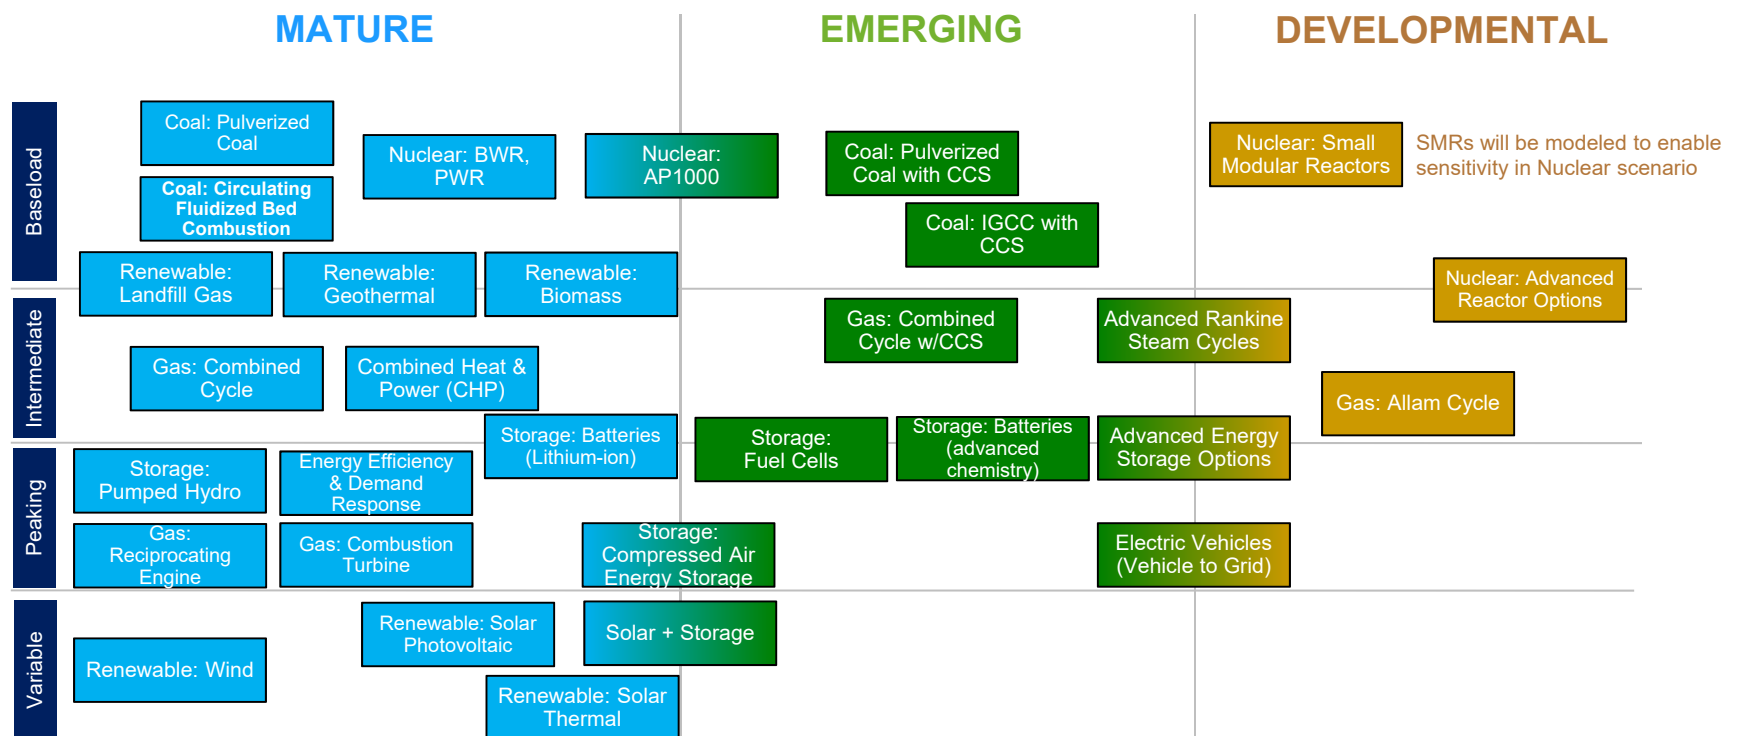 MATURE
EMERGING
DEVELOPMENTAL
Baseload
Coal: Pulverized
Coal
Nuclear: BWR,
PWR
Nuclear:
AP1000
Coal: Pulverized
Coal with CCS
Nuclear: Small
Modular Reactors
SMRs will be modeled to enable
sensitivity in Nuclear scenario
Coal: Circulating
Fluidized Bed
Combustion
Coal: IGCC with
CCS
Renewable:
Landfill Gas
Renewable:
Geothermal
Renewable:
Biomass
Nuclear: Advanced
Reactor Options
Intermediate
Gas: Combined
Cycle w/CCS
Advanced Rankine
Steam Cycles
Gas: Combined
Cycle
Combined Heat &
Power (CHP)
Gas: Allam Cycle
Storage: Batteries
(Lithium-ion)
Storage:
Fuel Cells
Storage: Batteries
(advanced
chemistry)
Advanced Energy
Storage Options
Peaking
Storage:
Pumped Hydro
Energy Efficiency
& Demand
Response
Gas:
Reciprocating
Engine
Gas: Combustion
Turbine
Storage:
Compressed Air
Energy Storage
Electric Vehicles
(Vehicle to Grid)
Variable
Renewable: Wind
Renewable: Solar
Photovoltaic
Solar + Storage
Renewable: Solar
Thermal